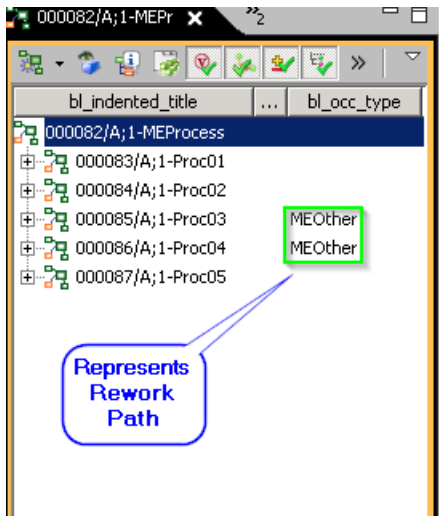 000082/A;1-MEPr
»2
»
bl_indented_title ... bl_occ_type
000082/A;1-MEProcess
000083/A;1-Proc01
000084/A;1-Proc02
000085/A;1-Proc03 MEOther
000086/A;1-Proc04 MEOther
000087/A;1-Proc05
Represents
Rework
Path